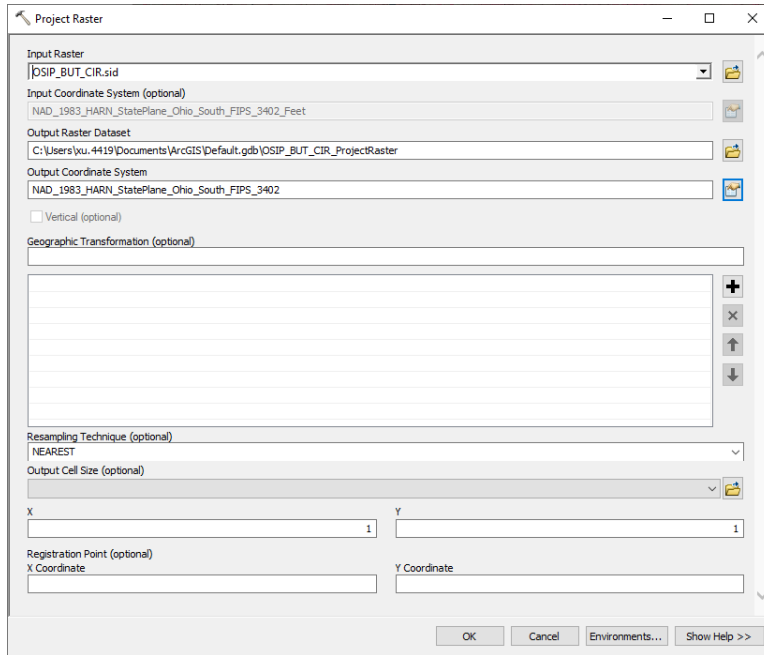 Project Raster
Input Raster
OSIP_BUT_CIR.sid
Input Coordinate System (optional)
NAD_1983_HARN_StatePlane_Ohio_South_FIPS_3402_Feet
Output Raster Dataset
C:\Users\xu.4419\Documents\ArcGIS\Default.gdb\OSIP_BUT_CIR_ProjectRaster
Output Coordinate System
NAD_1983_HARN_StatePlane_Ohio_South_FIPS_3402
Vertical (optional)
Geographic Transformation (optional)
Resampling Technique (optional)
NEAREST
Output Cell Size (optional)
X Y
1 1
Registration Point (optional)
X Coordinate Y Coordinate
OK Cancel Environments... Show Help >>